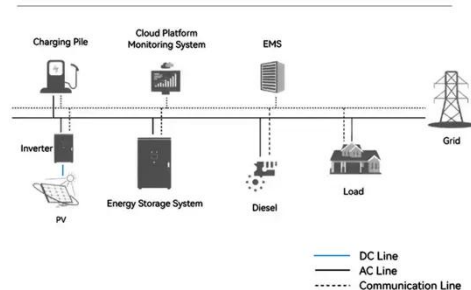 Charging Pile
Cloud Platform
Monitoring System
EMS
Grid
Inverter
PV
Energy Storage System
Diesel
Load
DC Line
AC Line
Communication Line